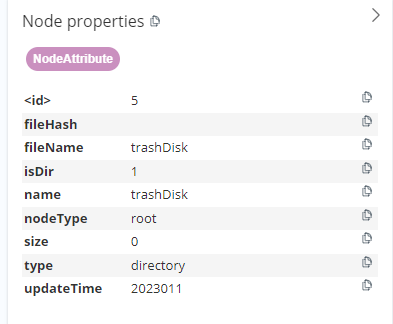 Node properties
NodeAttribute
<id> 5
fileHash
fileName trashDisk
isDir 1
name trashDisk
nodeType root
size 0
type directory
updateTime 2023011